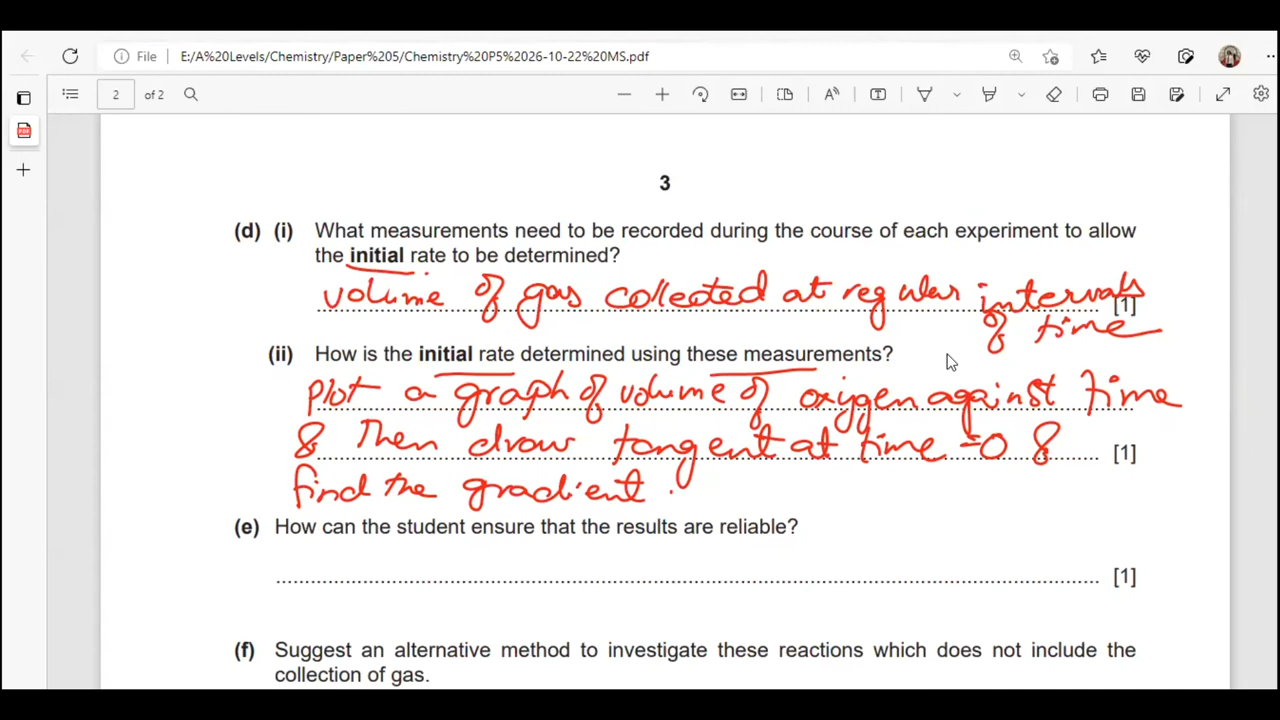 File E:/A%20Levels/Chemistry/Paper%205/Chemistry%20P5%2026-10-22%20MS.pdf
2 of 2
3
(d) (i) What measurements need to be recorded during the course of each experiment to allow
the initial rate to be determined?
volume of gas collected at regular intervals [1]
of time
(ii) How is the initial rate determined using these measurements?
plot a graph of volume of oxygen against time
& Then draw tangent at time =0 & [1]
find the gradient.
(e) How can the student ensure that the results are reliable?
[1]
(f) Suggest an alternative method to investigate these reactions which does not include the
collection of gas.